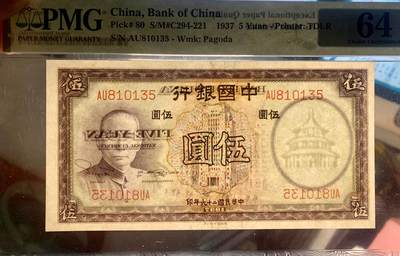 PMG
PAPER MONEY GUARANTY
China, Bank of China
Pick# 80 S/M#C294-221 1937 5 Yuan - Printer: TDLR
S/N AU810135 - Wmk: Pagoda
64
伍
AU810135
中國銀行
AU810135
伍
伍圓
伍圓
伍圓
FIVE YUAN
AU810135
AU810135
伍
中華民國二十六年印
伍